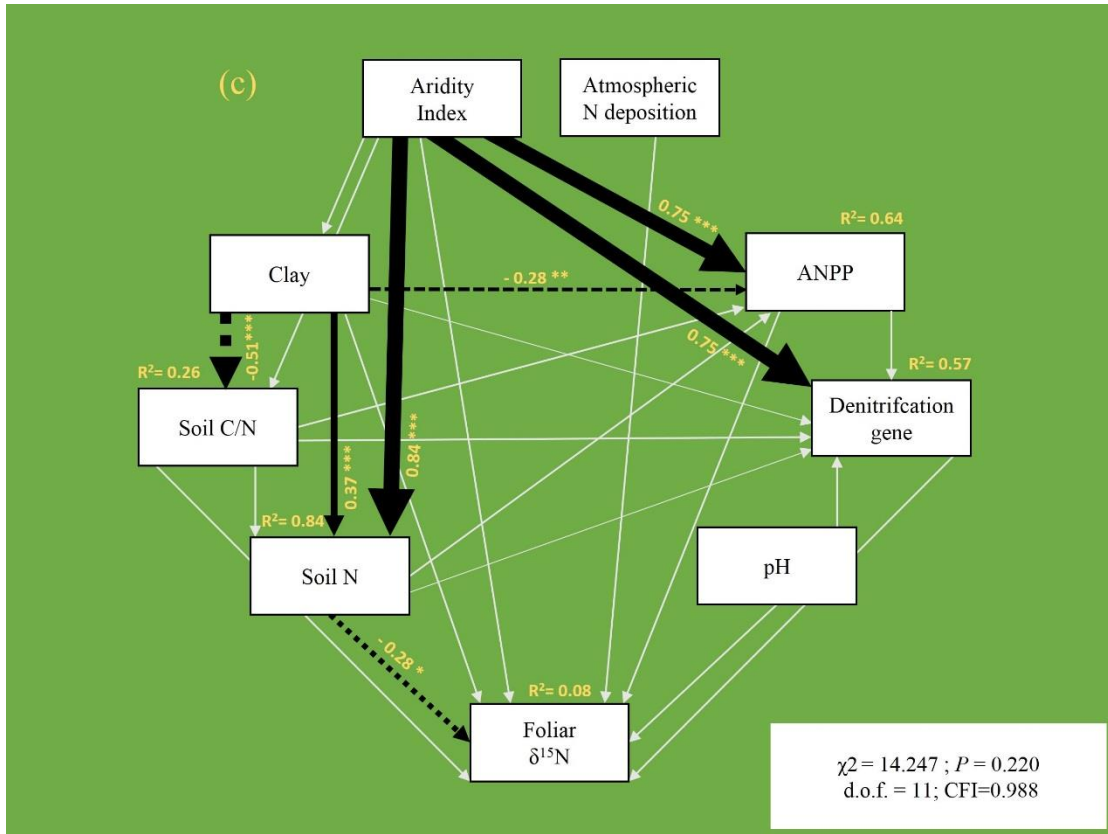 (c)
Aridity
Index
Atmospheric
N deposition
0.75 ***
R²= 0.64
Clay
- 0.28 **
ANPP
-0.51***
0.75 ***
R²= 0.26
R²= 0.57
Soil C/N
Denitrifcation
gene
0.84 ***
0.37 ***
R²= 0.84
Soil N
pH
- 0.28 *
R²= 0.08
Foliar
δ¹⁵N
χ2 = 14.247 ; P = 0.220
d.o.f. = 11; CFI=0.988